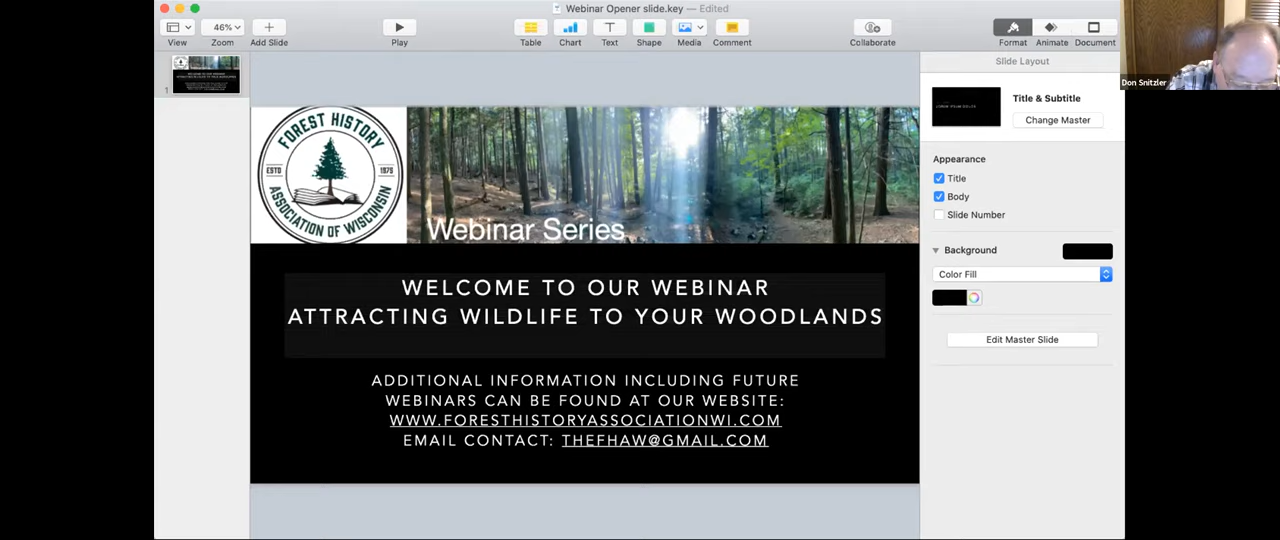 Webinar Opener slide.key — Edited
View
46%
Zoom
Add Slide
Play
Table
Chart
Text
Shape
Media
Comment
Collaborate
Format
Animate
Document
Don Snitzler
1
FOREST HISTORY
ESTD 1975
ASSOCIATION OF WISCONSIN
Webinar Series
WELCOME TO OUR WEBINAR
ATTRACTING WILDLIFE TO YOUR WOODLANDS
ADDITIONAL INFORMATION INCLUDING FUTURE
WEBINARS CAN BE FOUND AT OUR WEBSITE:
WWW.FORESTHISTORYASSOCIATIONWI.COM
EMAIL CONTACT: THEFHAW@GMAIL.COM
Slide Layout
Title & Subtitle
Change Master
Appearance
Title
Body
Slide Number
Background
Color Fill
Edit Master Slide